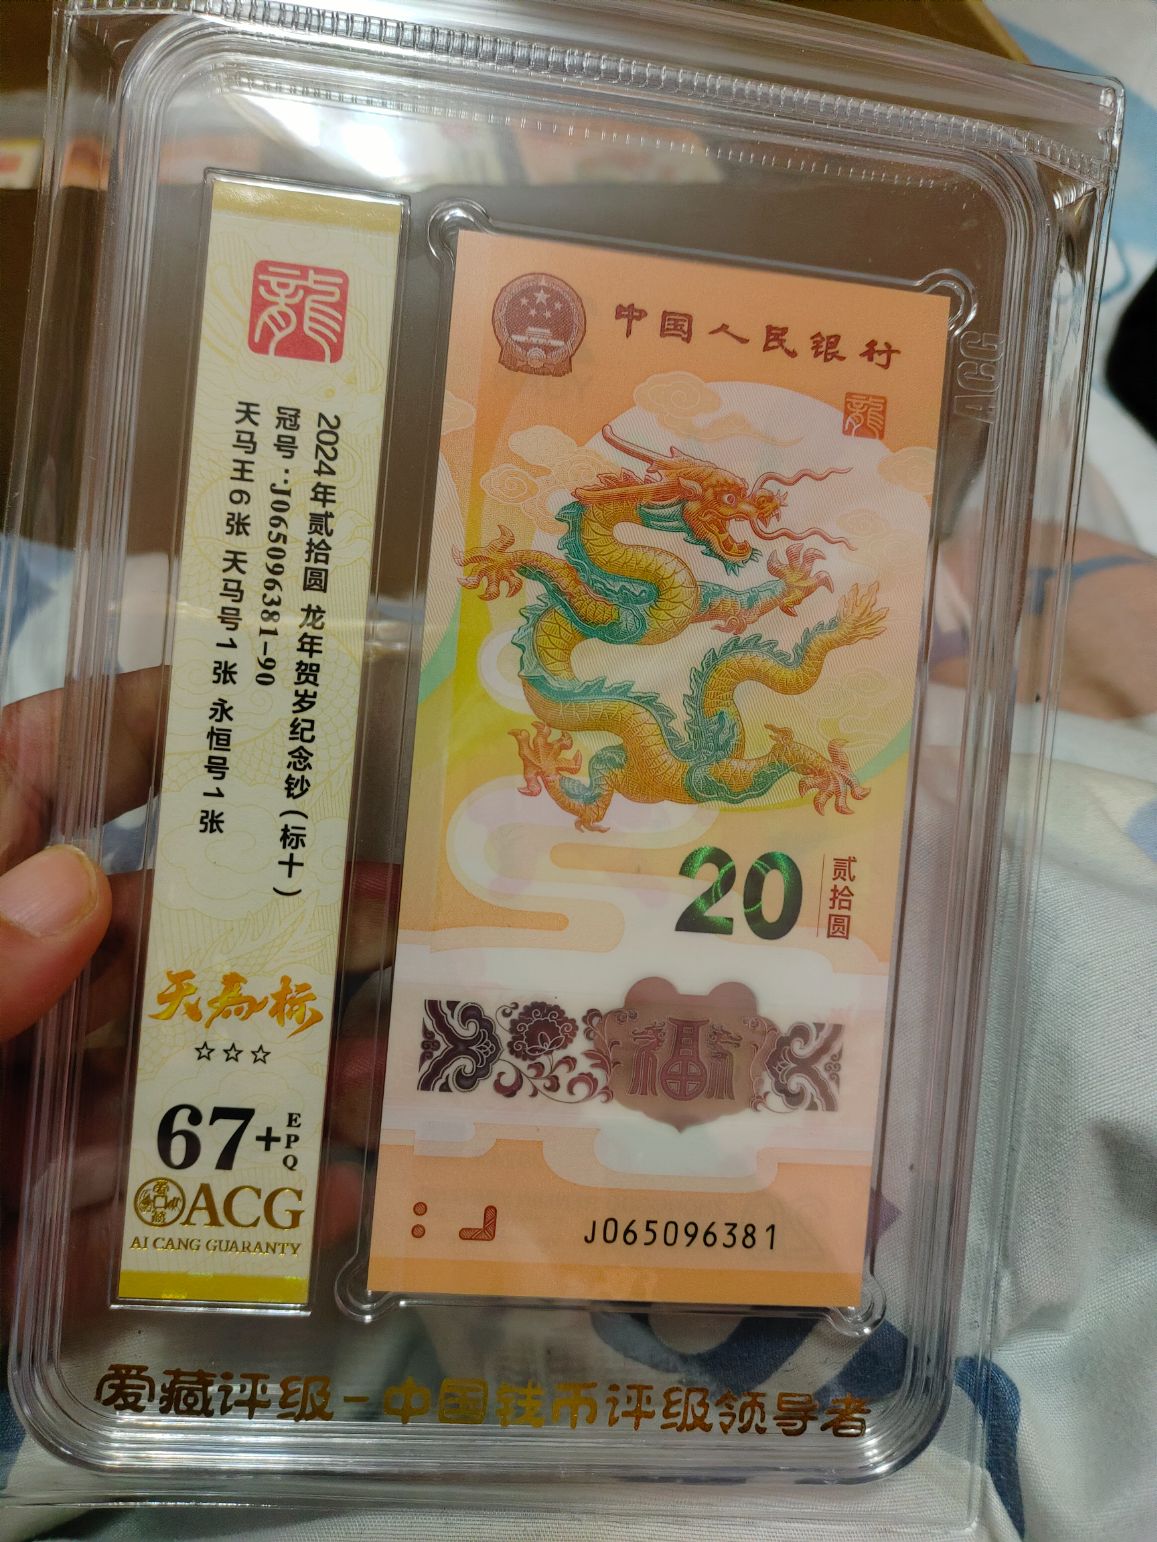 龍
2024年贰拾圆 龙年贺岁纪念钞(标十)
冠号:J065096381-90
天马王6张 天马号1张 永恒号1张
天马标
☆☆☆
67+EPQ
ACG
AI CANG GUARANTY
中国人民银行
龍
20
贰拾圆
福
J065096381
ACG
爱藏评级-中国钱币评级领导者